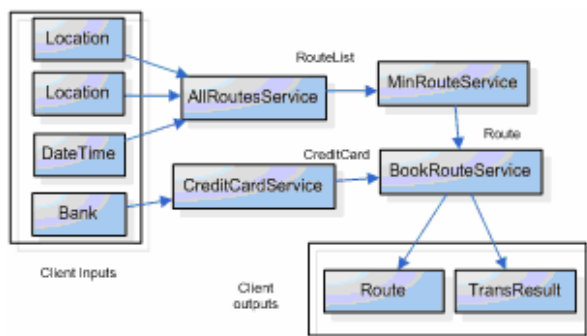 Location
Location
DateTime
Bank
Client Inputs
AllRoutesService
CreditCardService
RouteList
CreditCard
MinRouteService
Route
BookRouteService
Client
outputs
Route
TransResult